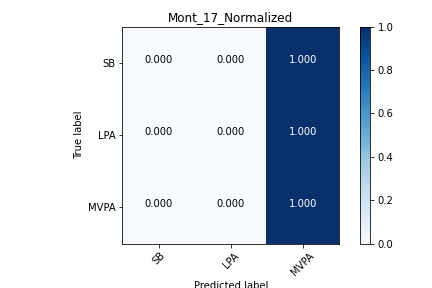 Mont_17_Normalized
SB 0.000 0.000 1.000
LPA 0.000 0.000 1.000
MVPA 0.000 0.000 1.000
True label
SB LPA MVPA
Predicted label
1.0
0.8
0.6
0.4
0.2
0.0